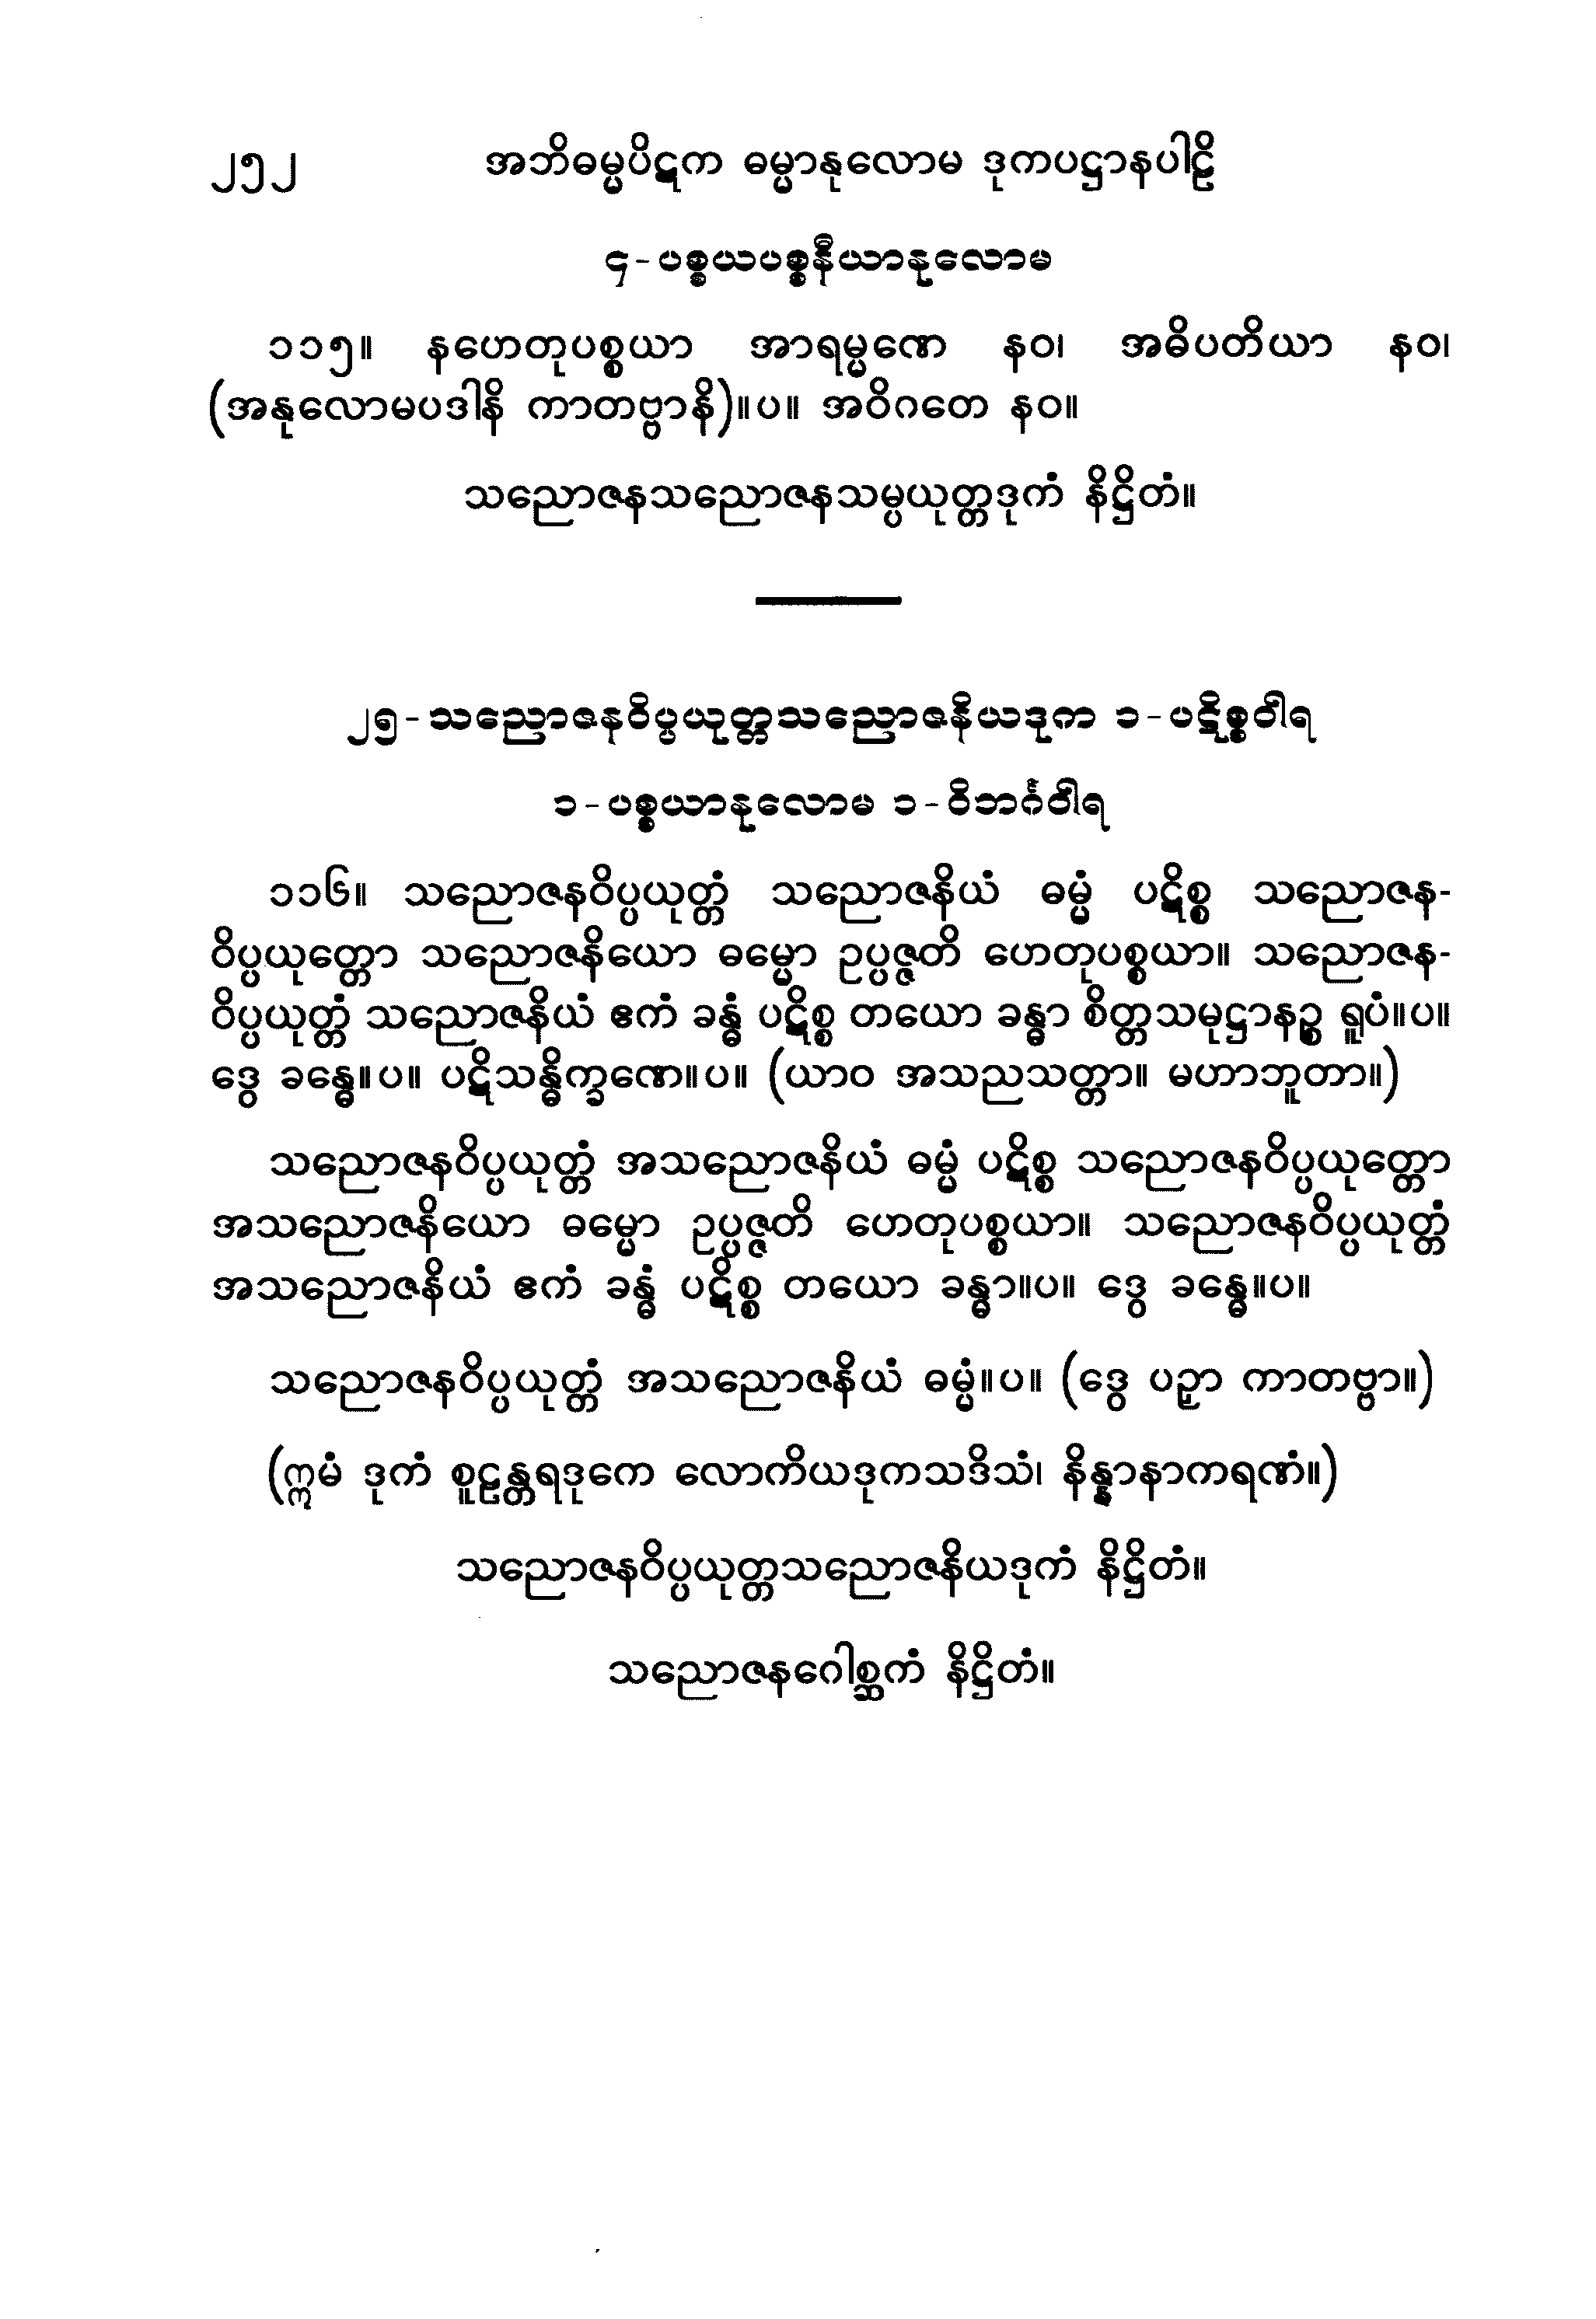 ၂၅၂ အဘိဓမ္မပိဋက ဓမ္မာနုလောမ ဒုကပဋ္ဌာနပါဠိ
၄-ပစ္စယပစ္စနီယာနုလောမ
၁၁၅။ နဟေတုပစ္စယာ အာရမ္မဏေ နဝ၊ အဓိပတိယာ နဝ၊
(အနုလောမပဒါနိ ကာတဗ္ဗာနိ)။ပ။ အဝိဂတေ နဝ။
သညောဇနသညောဇနသမ္ပယုတ္တဒုကံ နိဋ္ဌိတံ။
၂၅-သညောဇနဝိပ္ပယုတ္တသညောဇနိယဒုက ၁-ပဋိစ္စဝါရ
၁-ပစ္စယာနုလောမ ၁-ဝိဘင်္ဂဝါရ
၁၁၆။ သညောဇနဝိပ္ပယုတ္တံ သညောဇနိယံ ဓမ္မံ ပဋိစ္စ သညောဇန-
ဝိပ္ပယုတ္တော သညောဇနိယော ဓမ္မော ဥပ္ပဇ္ဇတိ ဟေတုပစ္စယာ။ သညောဇန-
ဝိပ္ပယုတ္တံ သညောဇနိယံ ဧကံ ခန္ဓံ ပဋိစ္စ တယော ခန္ဓာ စိတ္တသမုဋ္ဌာနဉ္စ ရူပံ။ပ။
ဒွေ ခန္ဓေ။ပ။ ပဋိသန္ဓိက္ခဏေ။ပ။ (ယာဝ အသညသတ္တာ။ မဟာဘူတာ။)
သညောဇနဝိပ္ပယုတ္တံ အသညောဇနိယံ ဓမ္မံ ပဋိစ္စ သညောဇနဝိပ္ပယုတ္တော
အသညောဇနိယော ဓမ္မော ဥပ္ပဇ္ဇတိ ဟေတုပစ္စယာ။ သညောဇနဝိပ္ပယုတ္တံ
အသညောဇနိယံ ဧကံ ခန္ဓံ ပဋိစ္စ တယော ခန္ဓာ။ပ။ ဒွေ ခန္ဓေ။ပ။
သညောဇနဝိပ္ပယုတ္တံ အသညောဇနိယံ ဓမ္မံ။ပ။ (ဒွေ ပဉှာ ကာတဗ္ဗာ။)
(ဣမံ ဒုကံ စူဠန္တရဒုကေ လောကိယဒုကသဒိသံ၊ နိန္နာနာကရဏံ။)
သညောဇနဝိပ္ပယုတ္တသညောဇနိယဒုကံ နိဋ္ဌိတံ။
သညောဇနဂေါစ္ဆကံ နိဋ္ဌိတံ။